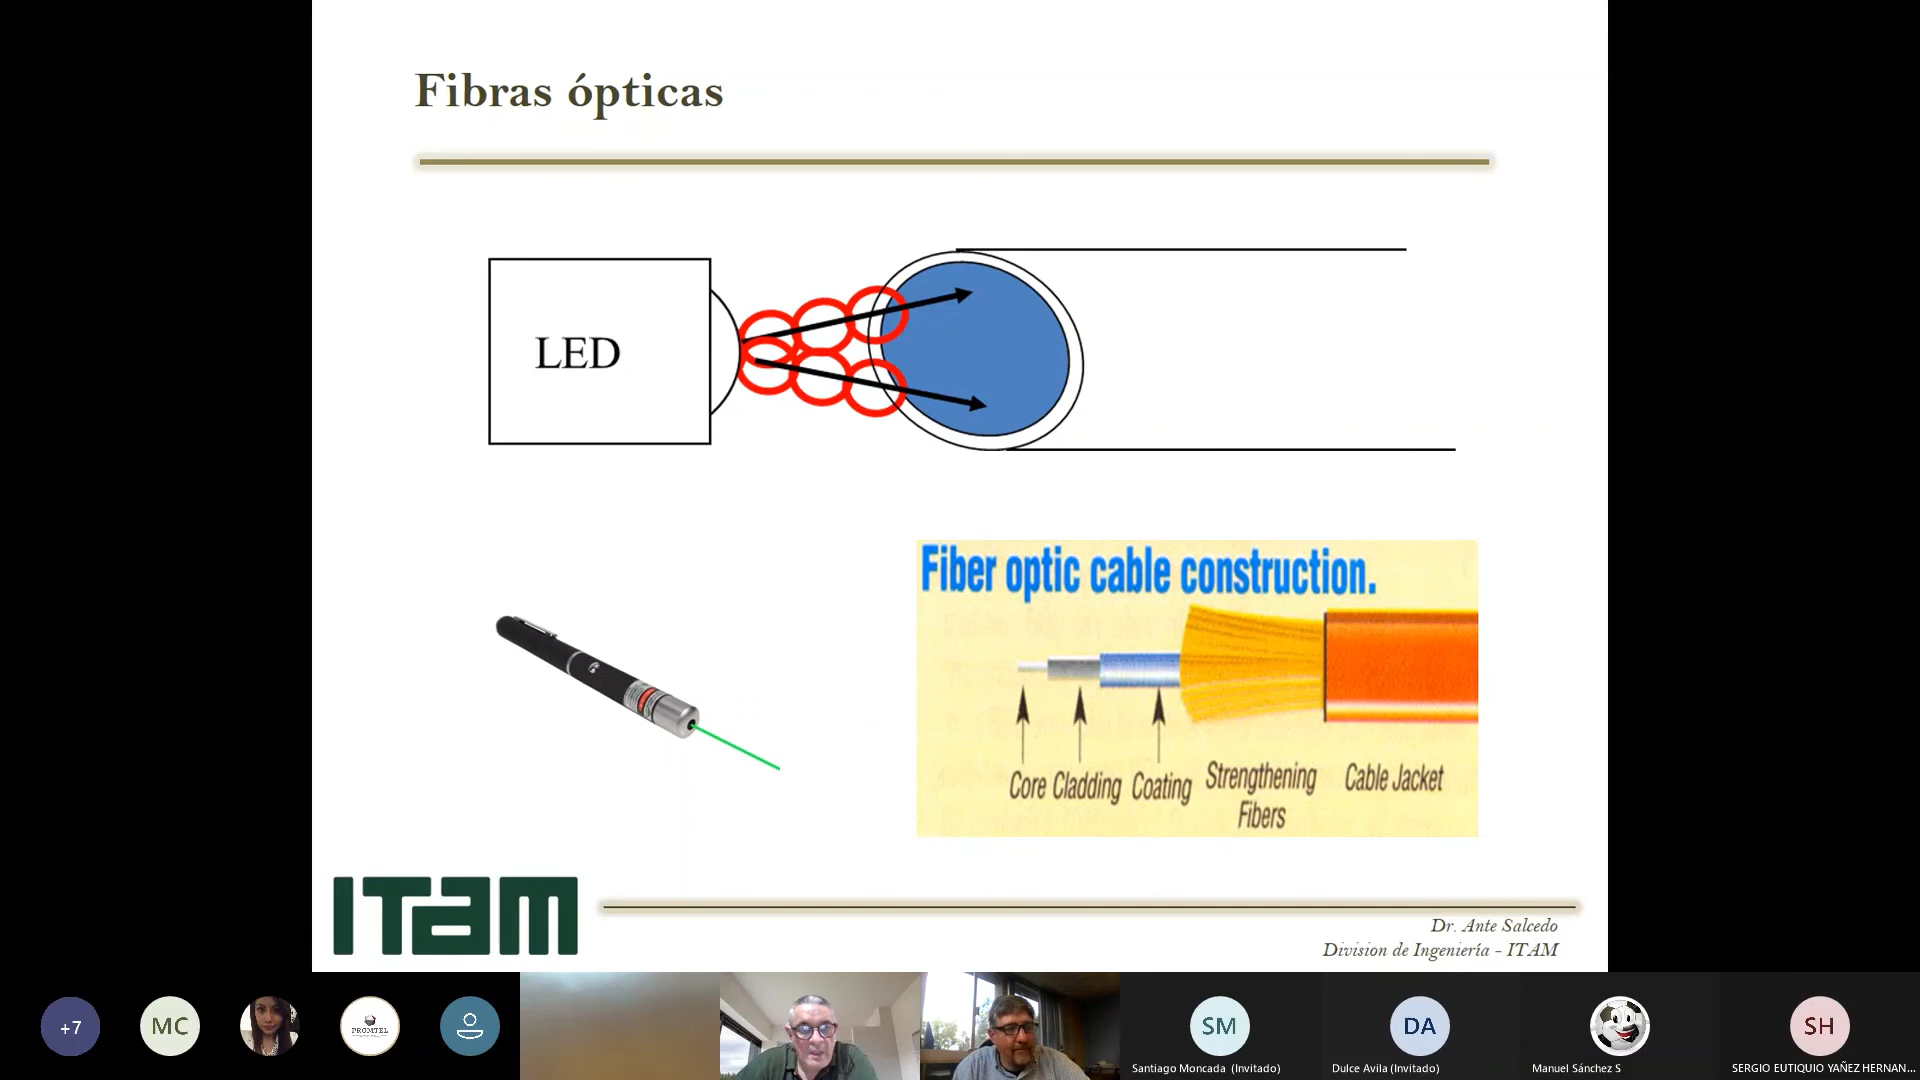 Fibras ópticas
LED
Fiber optic cable construction.
Core Cladding Coating Strengthening Fibers Cable Jacket
ITAM
Dr. Ante Salcedo
Division de Ingeniería - ITAM
+7
MC
PROMTEL
SM
DA
SH
Santiago Moncada (Invitado)
Dulce Avila (Invitado)
Manuel Sánchez S
SERGIO EUTIQUIO YAÑEZ HERNAN...